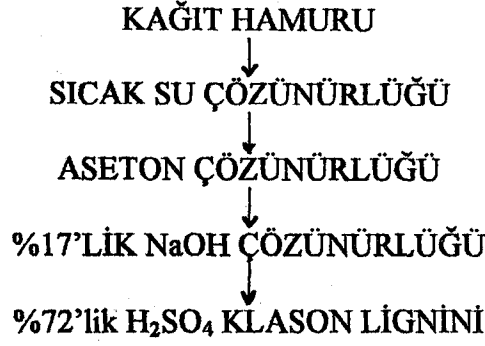 KAĞIT HAMURU
SICAK SU ÇÖZÜNÜRLÜĞÜ
ASETON ÇÖZÜNÜRLÜĞÜ
%17'LİK NaOH ÇÖZÜNÜRLÜĞÜ
%72'lik H₂SO₄ KLASON LİGNİNİ